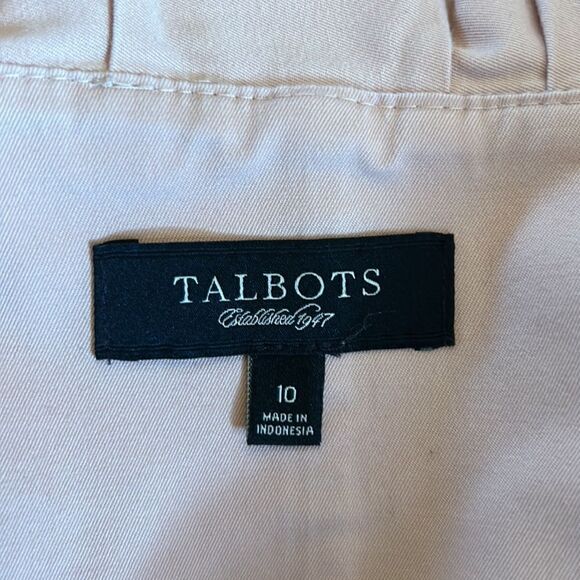 TALBOTS
Established 1947
10
MADE IN
INDONESIA